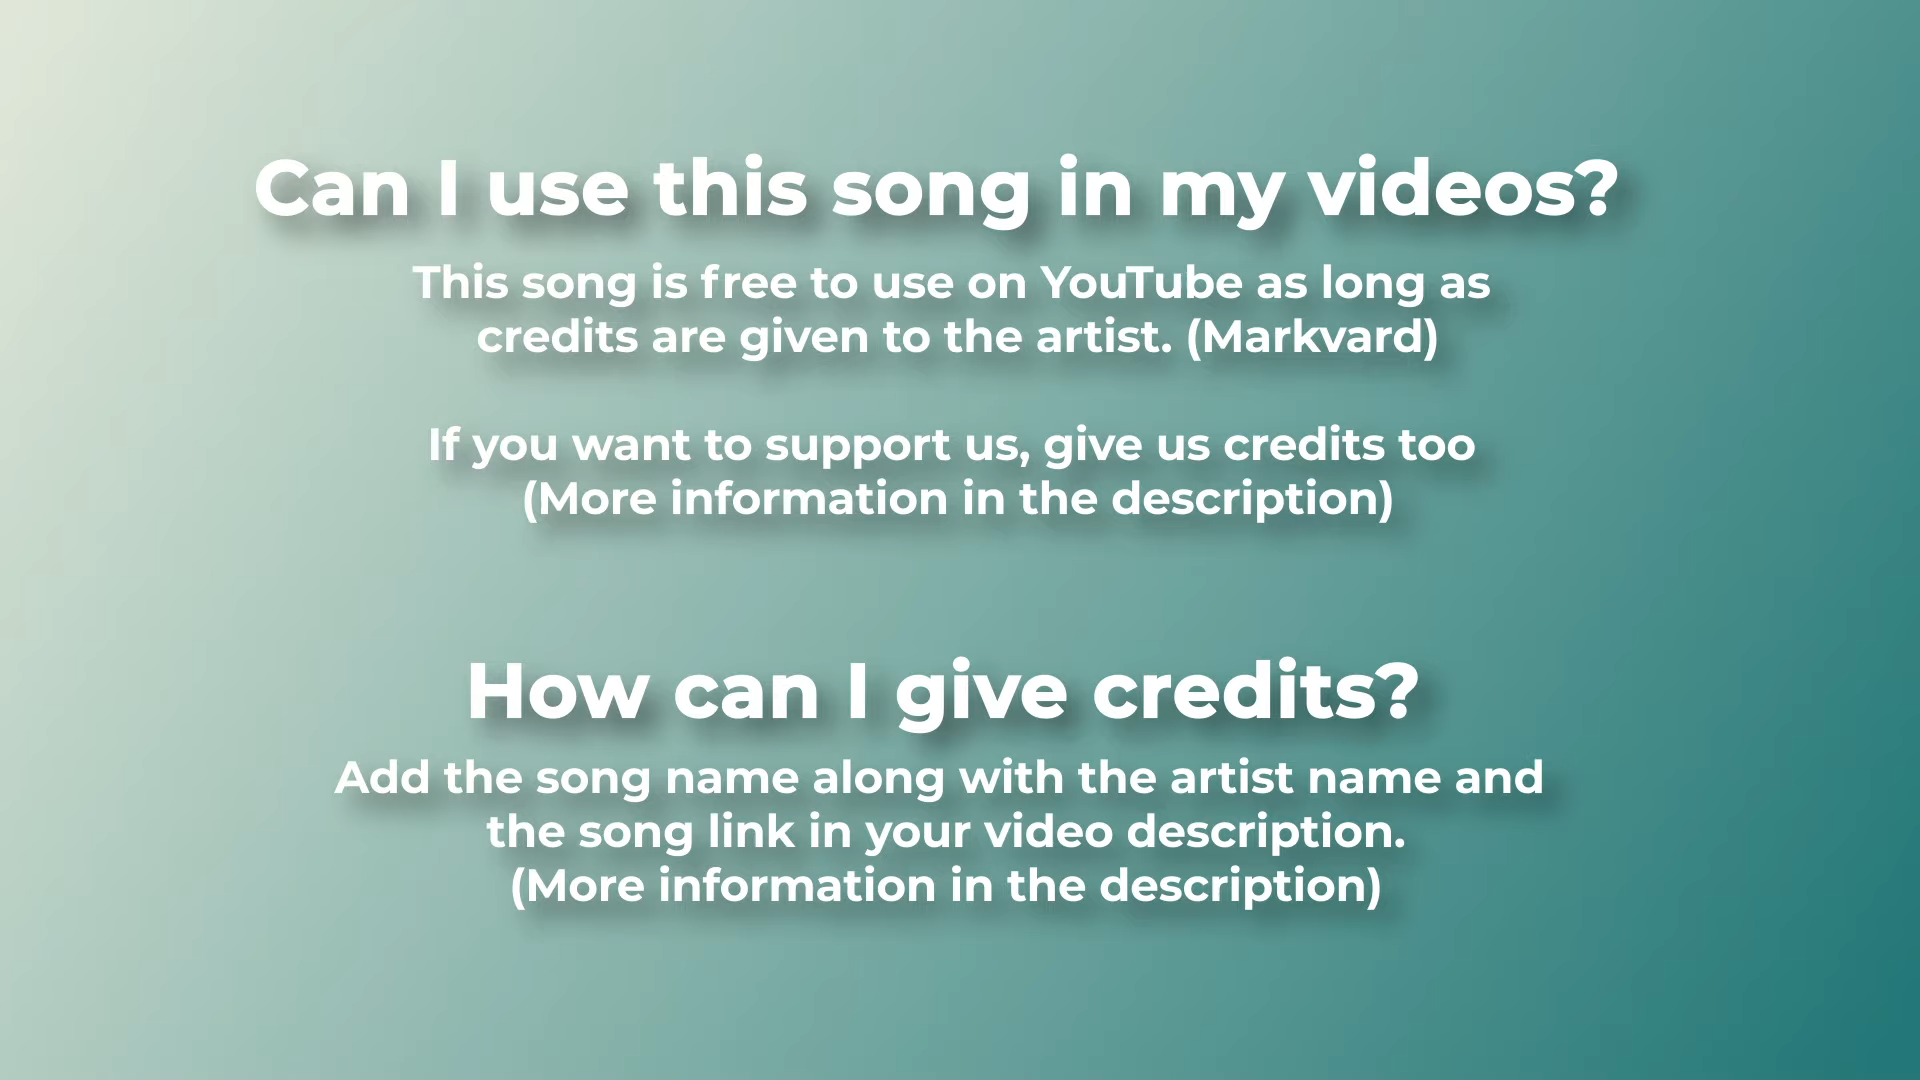 Can I use this song in my videos?
This song is free to use on YouTube as long as
credits are given to the artist. (Markvard)
If you want to support us, give us credits too
(More information in the description)
How can I give credits?
Add the song name along with the artist name and
the song link in your video description.
(More information in the description)